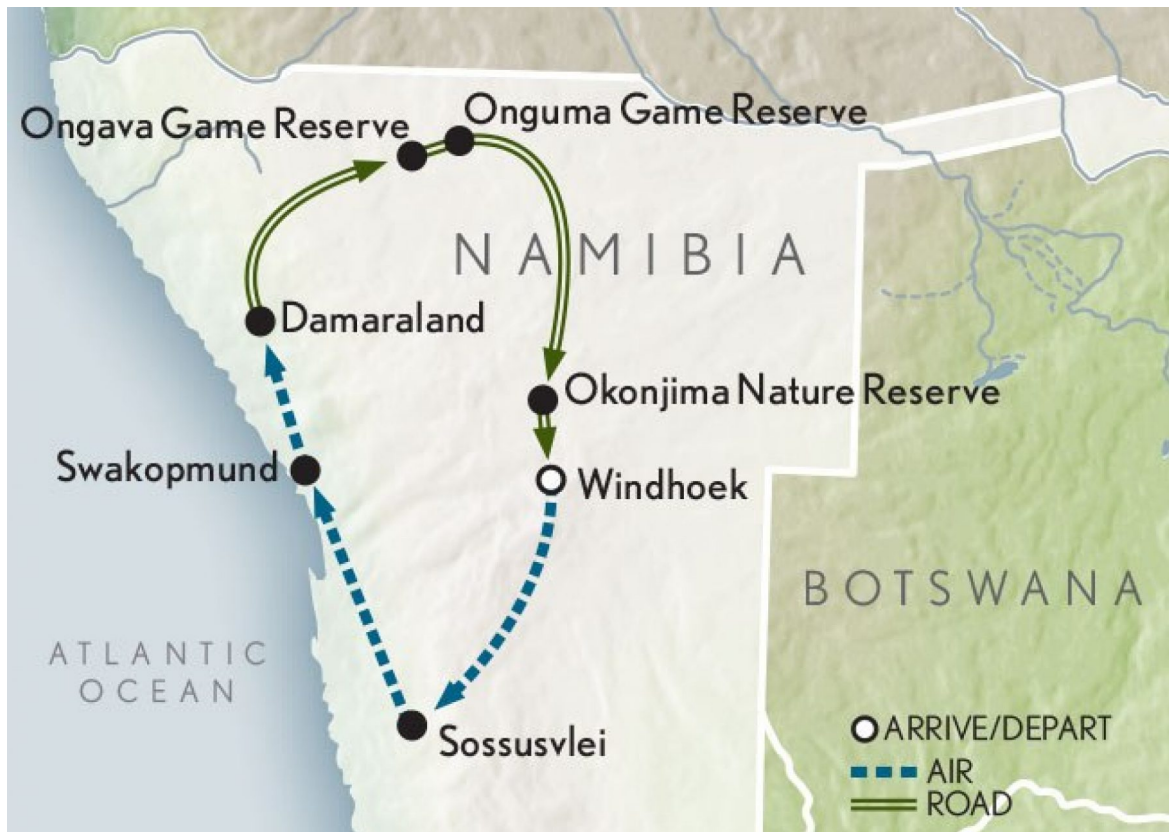 Onguma Game Reserve
Ongava Game Reserve
NAMIBIA
Damaraland
Okonjima Nature Reserve
Swakopmund
Windhoek
BOTSWANA
ATLANTIC
OCEAN
Sossusvlei
ARRIVE/DEPART
AIR
ROAD